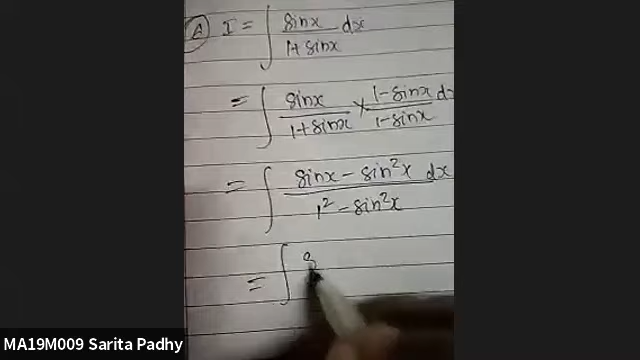 (A) I = ∫ sinx / 1 + sinx dx
= ∫ sinx / 1 + sinx × 1 - sinx / 1 - sinx dx
= ∫ sinx - sin²x / 1² - sin²x dx
= ∫ s
MA19M009 Sarita Padhy